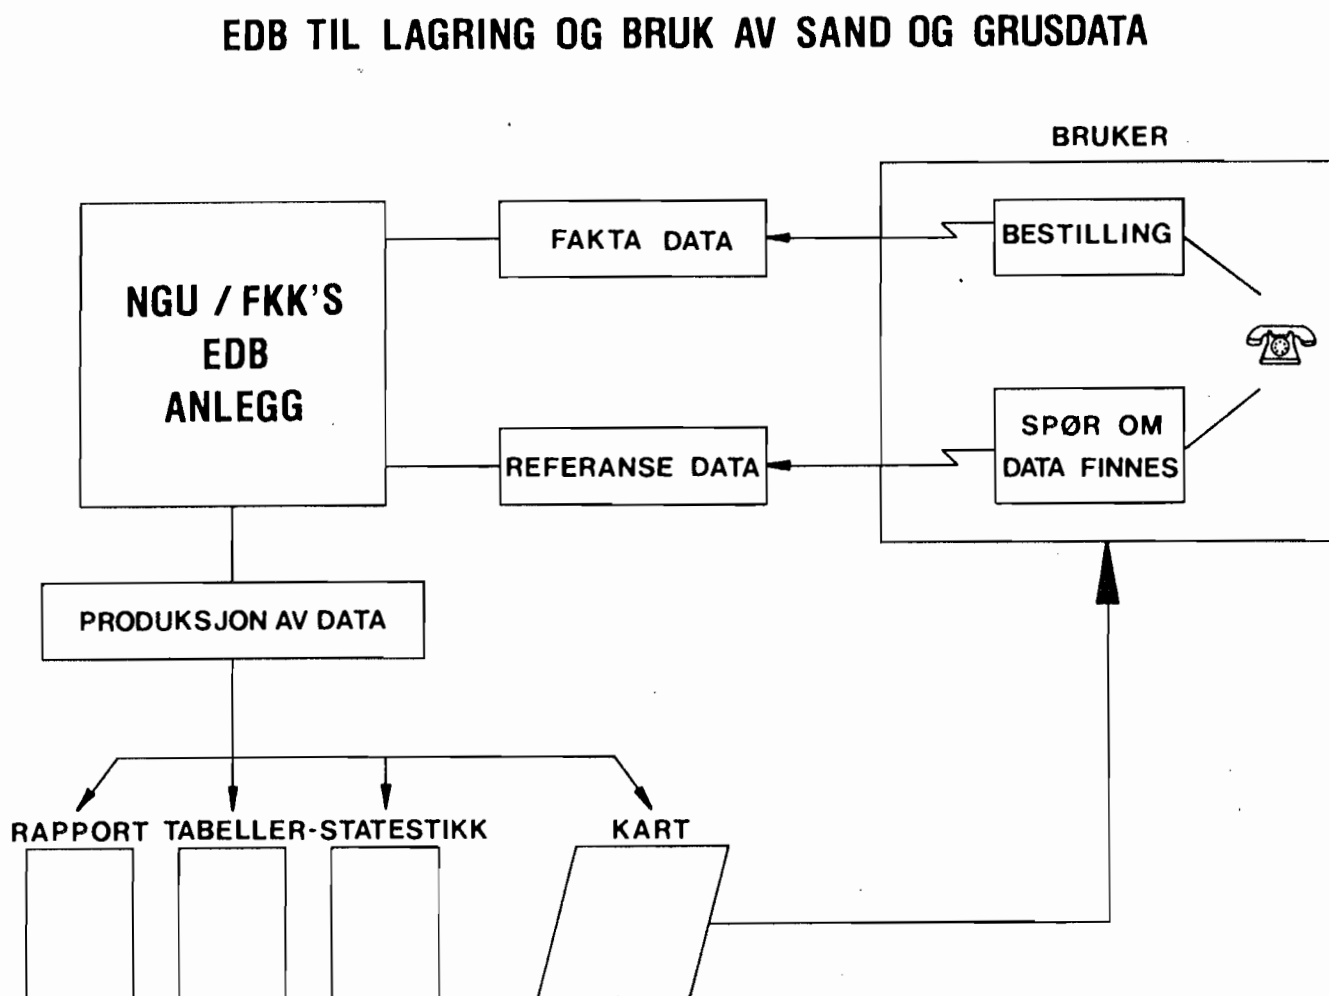 EDB TIL LAGRING OG BRUK AV SAND OG GRUSDATA
BRUKER
NGU / FKK'S
EDB
ANLEGG
FAKTA DATA
BESTILLING
REFERANSE DATA
SPØR OM
DATA FINNES
PRODUKSJON AV DATA
RAPPORT TABELLER-STATESTIKK KART